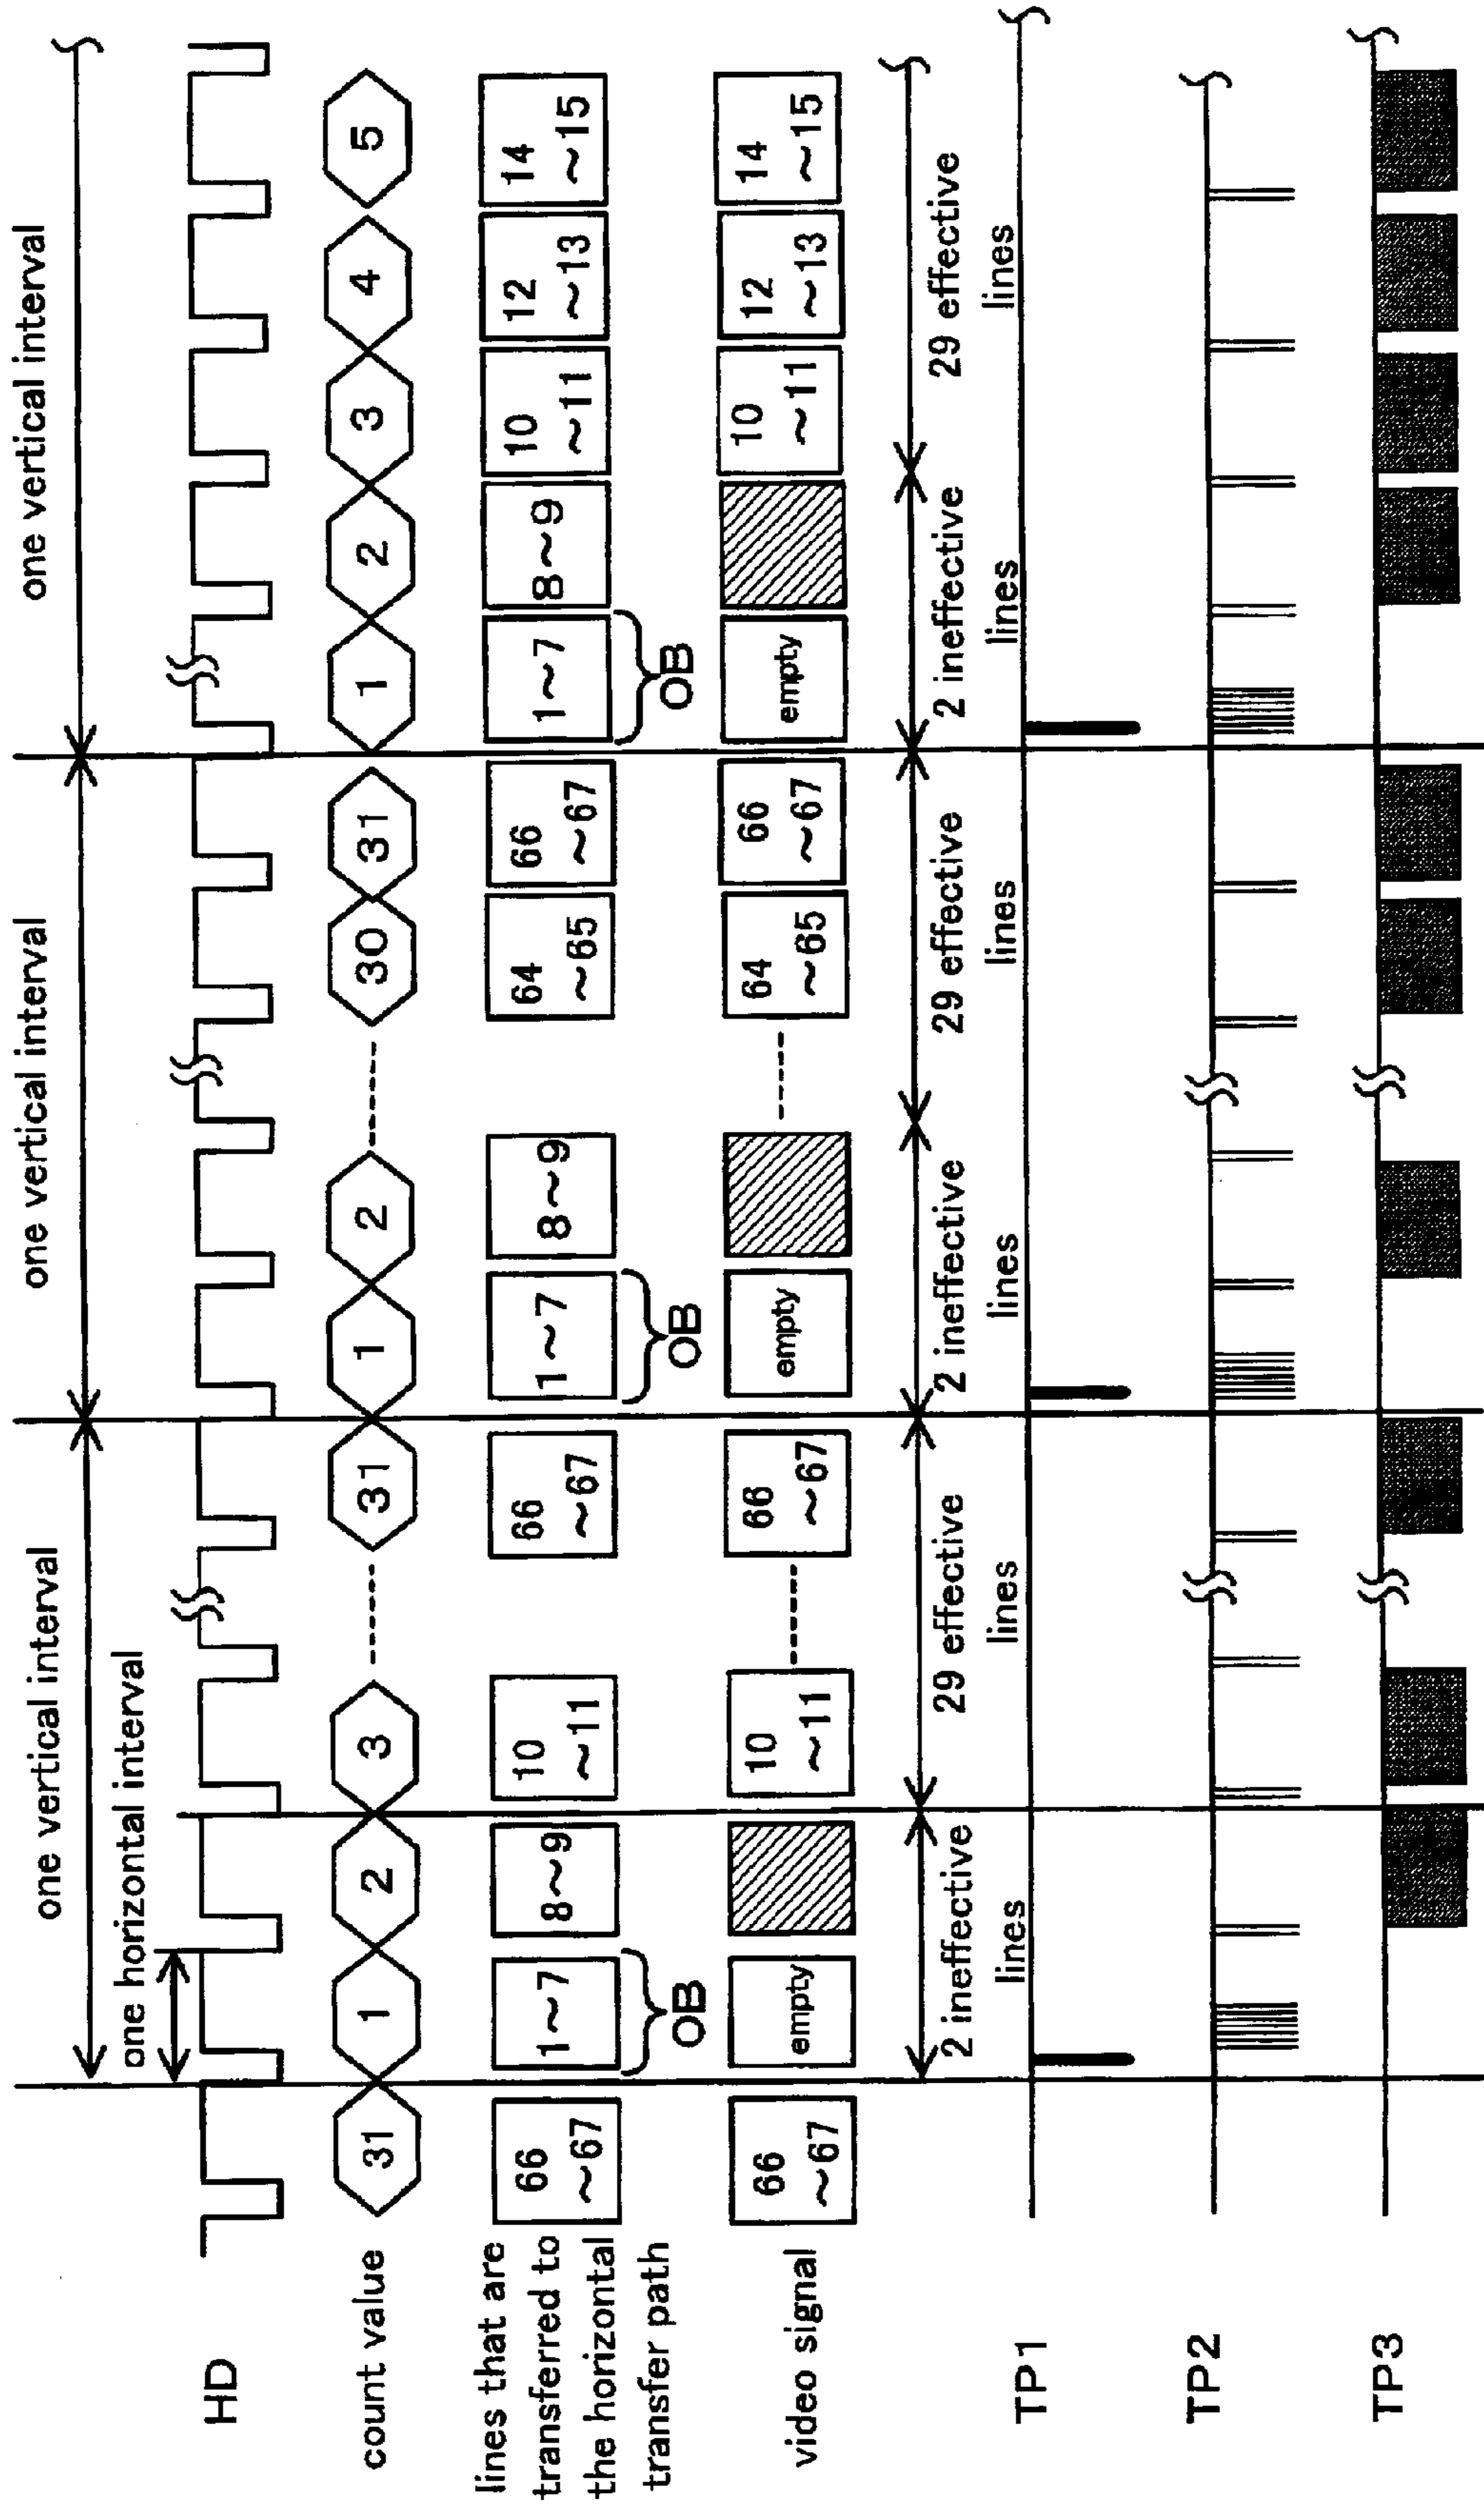 one vertical interval
one vertical interval
one vertical interval
one horizontal interval
HD
count value
31
1
2
3
31
1
2
30
31
1
2
3
4
5
lines that are
transferred to
the horizontal
transfer path
66
~67
1~7
8~9
10
~11
66
~67
1~7
8~9
64
~65
66
~67
1~7
8~9
10
~11
12
~13
14
~15
OB
OB
OB
video signal
66
~67
empty
10
~11
66
~67
empty
64
~65
66
~67
empty
10
~11
12
~13
14
~15
2 ineffective
lines
29 effective
lines
2 ineffective
lines
29 effective
lines
2 ineffective
lines
29 effective
lines
TP1
TP2
TP3